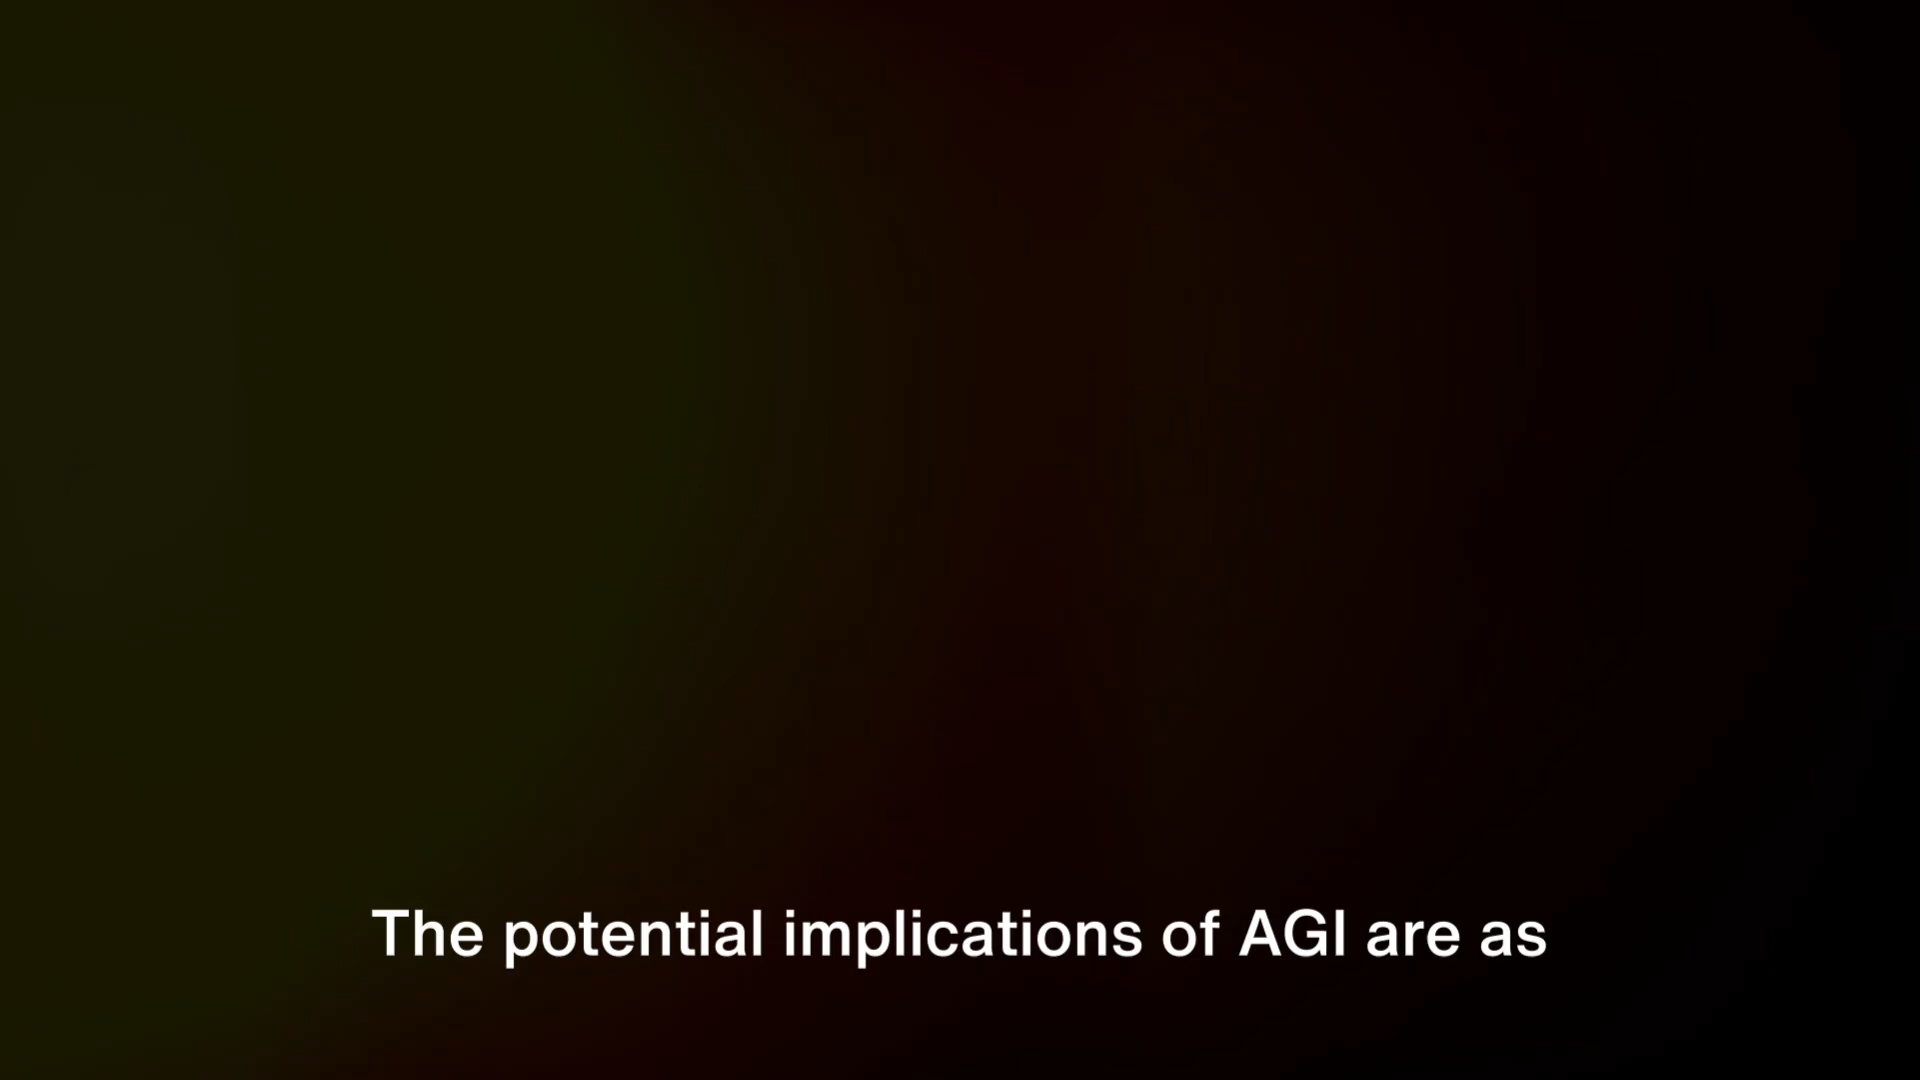 The potential implications of AGI are as